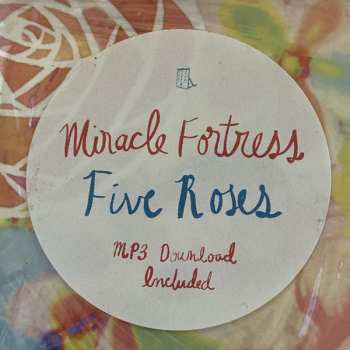 Miracle Fortress
Five Roses
MP3 Download
Included